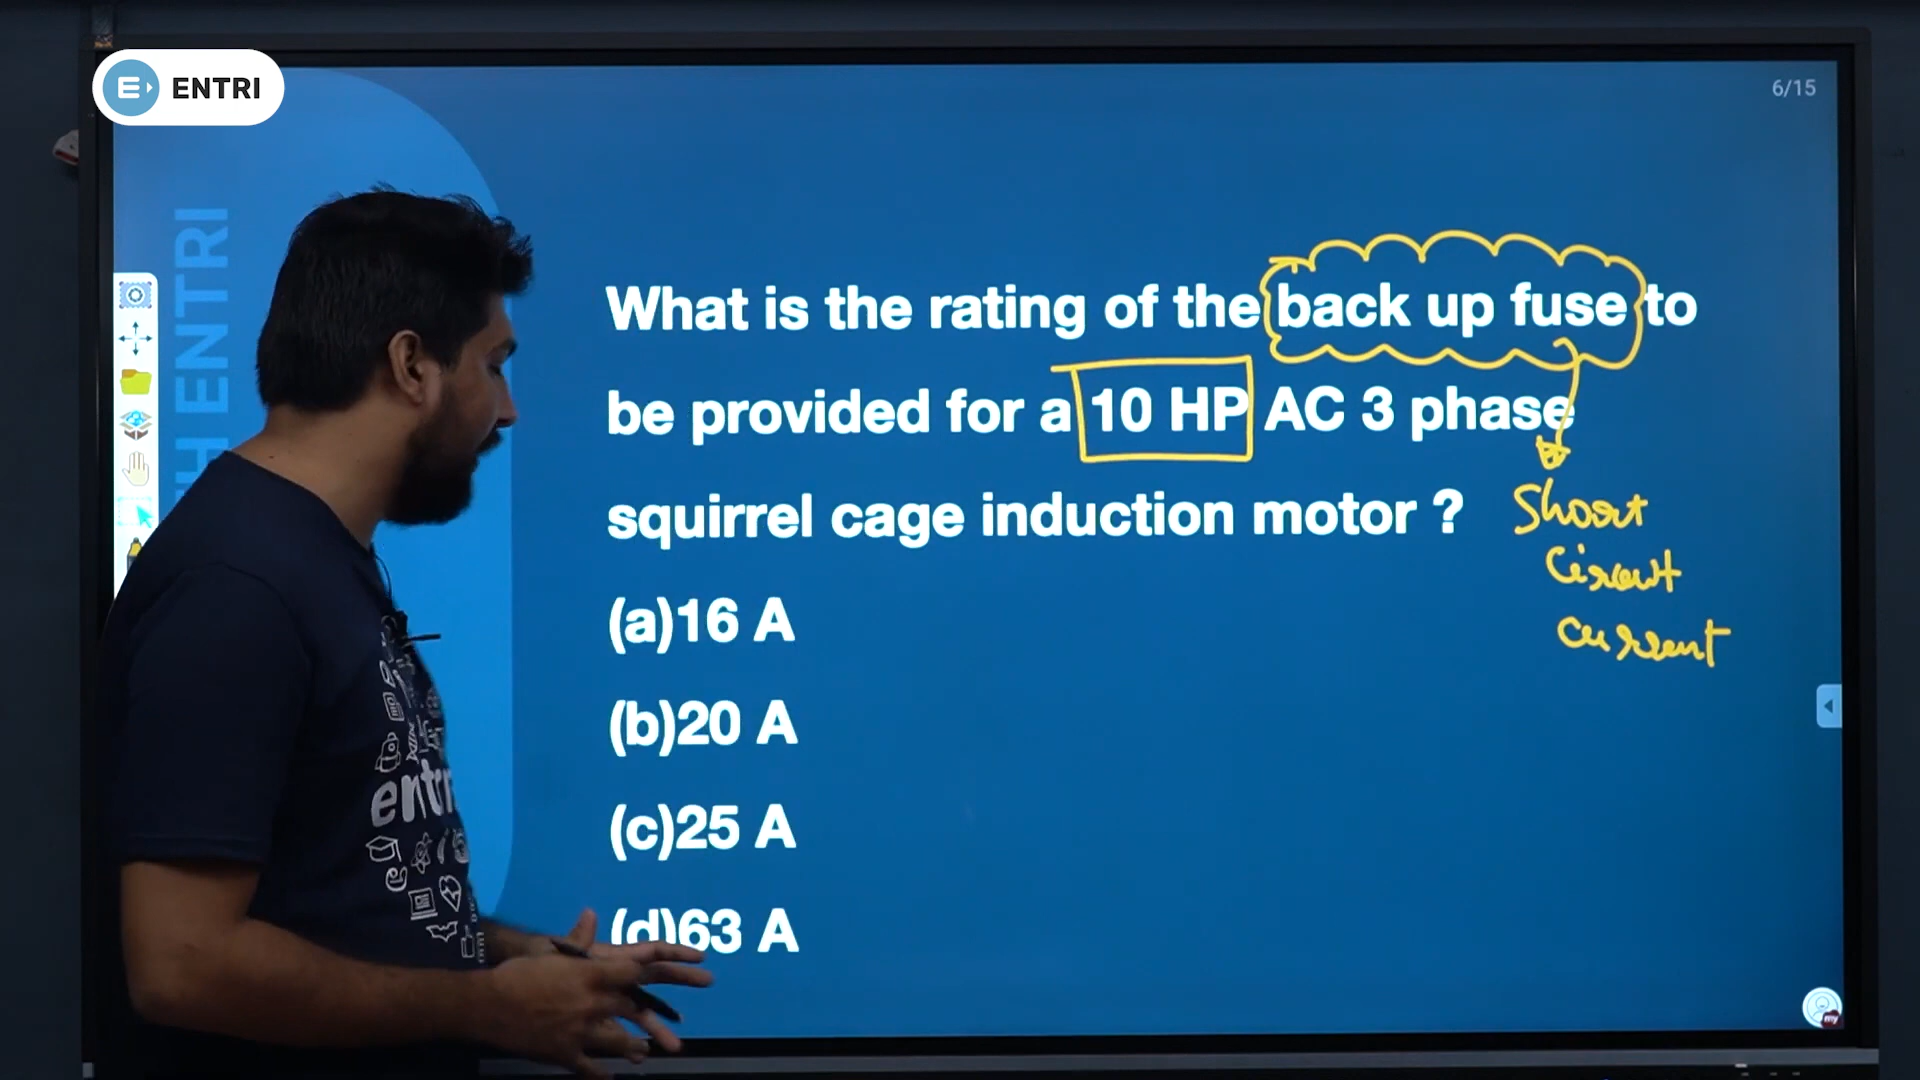 ENTRI
6/15
H ENTRI
What is the rating of the back up fuse to
be provided for a 10 HP AC 3 phase
squirrel cage induction motor ?
Short
circuit
current
(a)16 A
(b)20 A
(c)25 A
(d)63 A
entri
my